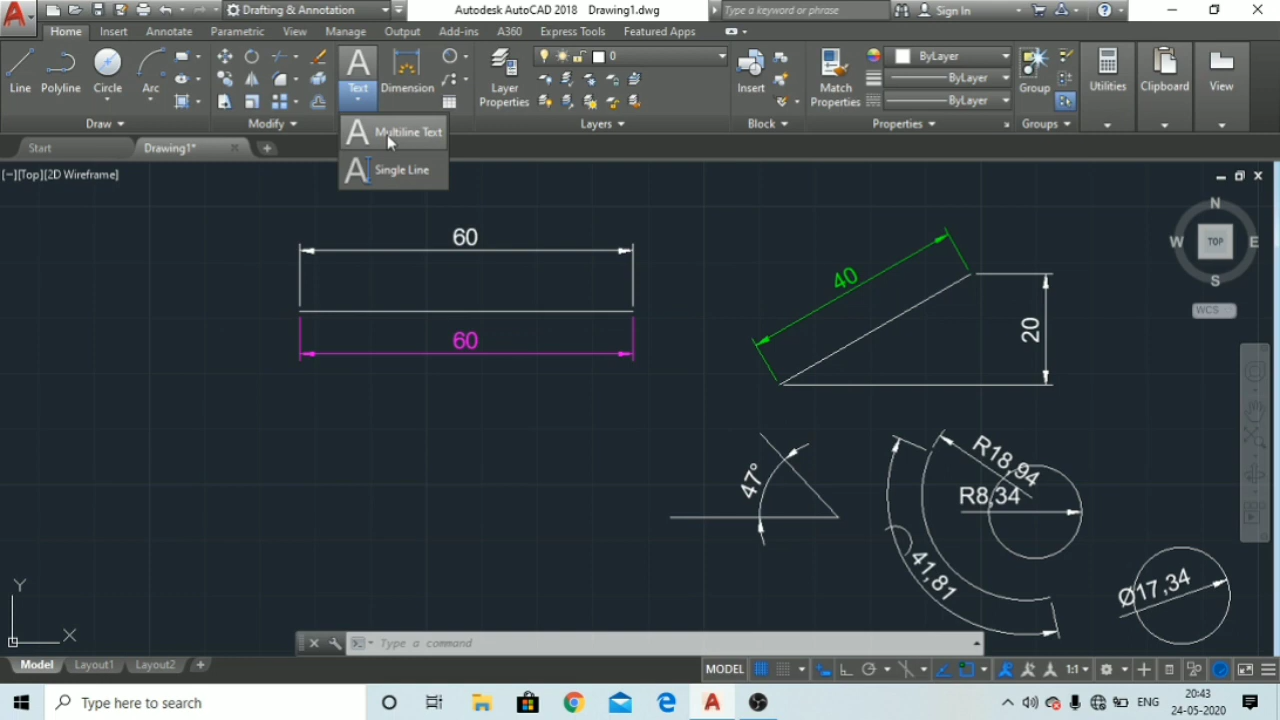 Drafting & Annotation
Autodesk AutoCAD 2018 Drawing1.dwg
Type a keyword or phrase
Sign In
Home Insert Annotate Parametric View Manage Output Add-ins A360 Express Tools Featured Apps
Line Polyline Circle Arc
Text Dimension
Layer Properties
0
Insert
Match Properties
ByLayer
ByLayer
ByLayer
Group
Utilities
Clipboard
View
Draw Modify Layers Block Properties Groups
Multiline Text
Single Line
Start Drawing1*
[−][Top][2D Wireframe]
N
W TOP E
S
WCS
60
60
40
20
47°
R18,94
R8,34
41,81
Ø17,34
Y
X
Type a command
Model Layout1 Layout2
MODEL 1:1
Type here to search
ENG
20:43
24-05-2020